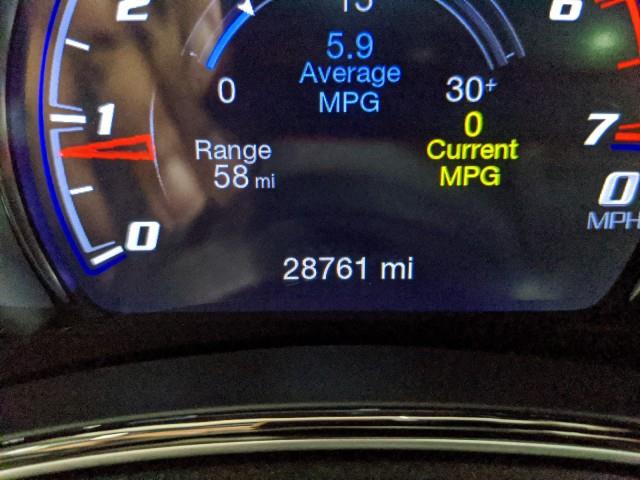 2
15
6
5.9
Average
MPG
0
30+
1
0
Current
MPG
7
Range
58 mi
0
MPH
0
28761 mi